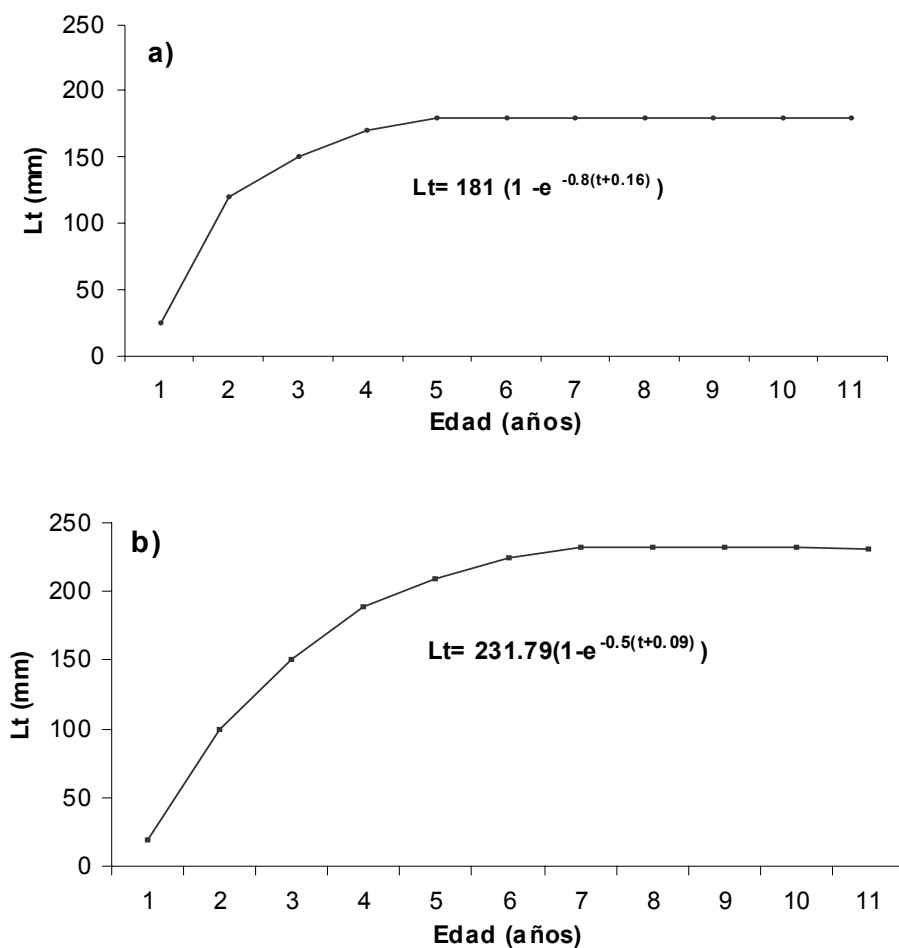 a)
Lt (mm)
250
200
150
100
50
0
Lt= 181 (1 -e -0.8(t+0.16) )
1 2 3 4 5 6 7 8 9 10 11
Edad (años)
b)
Lt (mm)
250
200
150
100
50
0
Lt= 231.79(1-e-0.5(t+0.09) )
1 2 3 4 5 6 7 8 9 10 11
Edad (años)